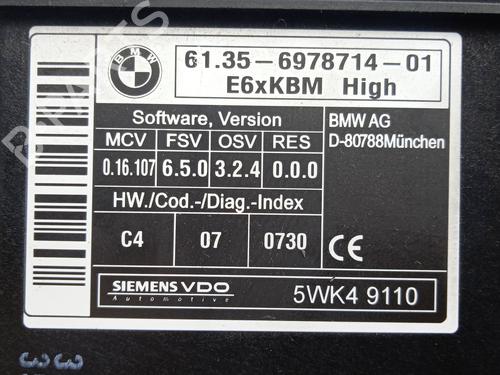 BMW
61.35-6978714-01
E6xKBM High
Software, Version
MCV FSV OSV RES
0.16.107 6.5.0 3.2.4 0.0.0
BMW AG
D-80788München
HW./Cod.-/Diag.-Index
C4 07 0730
CE
SIEMENS VDO
Automotive
5WK4 9110